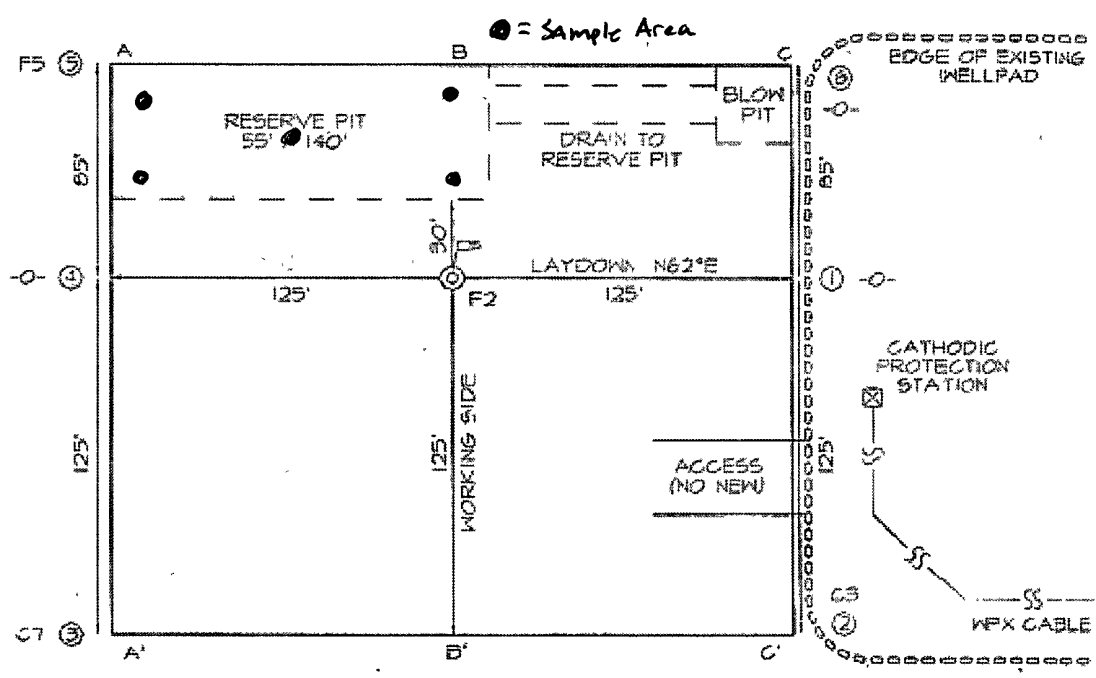 = Sample Area
A B C
F5 5
EDGE OF EXISTING
WELLPAD
6
-0-
BLOW
PIT
RESERVE PIT
55' 140'
DRAIN TO
RESERVE PIT
85'
85'
LAYDOWN N62°E
-0- 4
125'
F2
125'
1 -0-
CATHODIC
PROTECTION
STATION
WORKING SIDE
125'
125'
125'
ACCESS
(NO NEW)
C3
2
WPX CABLE
C7 3
A' B' C'